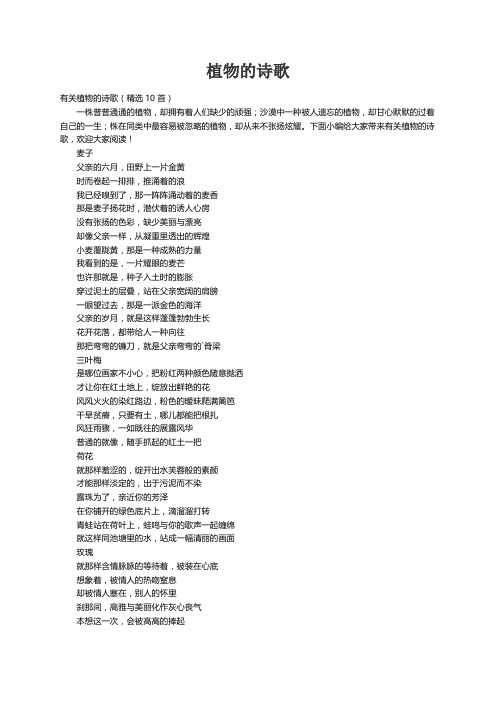 植物的诗歌
有关植物的诗歌（精选 10 首）
一株普普通通的植物，却拥有着人们缺少的顽强；沙漠中一种被人遗忘的植物，却甘心默默的过着
自己的一生；株在同类中最容易被忽略的植物，却从来不张扬炫耀。下面小编给大家带来有关植物的诗
歌，欢迎大家阅读！
麦子
父亲的六月，田野上一片金黄
时而卷起一排排，推涌着的浪
我已经嗅到了，那一阵阵涌动着的麦香
那是麦子扬花时，潜伏着的诱人心房
没有张扬的色彩，缺少美丽与漂亮
却像父亲一样，从凝重里透出的辉煌
小麦覆陇黄，那是一种成熟的力量
我看到的是，一片耀眼的麦芒
也许那就是，种子入土时的膨胀
穿过泥土的层叠，站在父亲宽阔的肩膀
一眼望过去，那是一派金色的海洋
父亲的岁月，就是这样蓬蓬勃勃生长
花开花落，都带给人一种向往
那把弯弯的镰刀，就是父亲弯弯的`脊梁
三叶梅
是哪位画家不小心，把粉红两种颜色随意抛洒
才让你在红土地上，绽放出鲜艳的花
风风火火的染红路边，粉色的暧昧爬满篱笆
干旱贫瘠，只要有土，哪儿都能把根扎
风狂雨骤，一如既往的展露风华
普通的就像，随手抓起的红土一把
荷花
就那样羞涩的，绽开出水芙蓉般的素颜
才能那样淡定的，出于污泥而不染
露珠为了，亲近你的芳泽
在你铺开的绿色底片上，滴溜溜打转
青蛙站在荷叶上，蛙鸣与你的歌声一起缠绵
就这样同池塘里的水，站成一幅清丽的画面
玫瑰
就那样含情脉脉的等待着，被装在心底
想象着，被情人的热吻窒息
却被情人塞在，别人的怀里
刹那间，高雅与美丽化作灰心丧气
本想这一次，会被高高的捧起